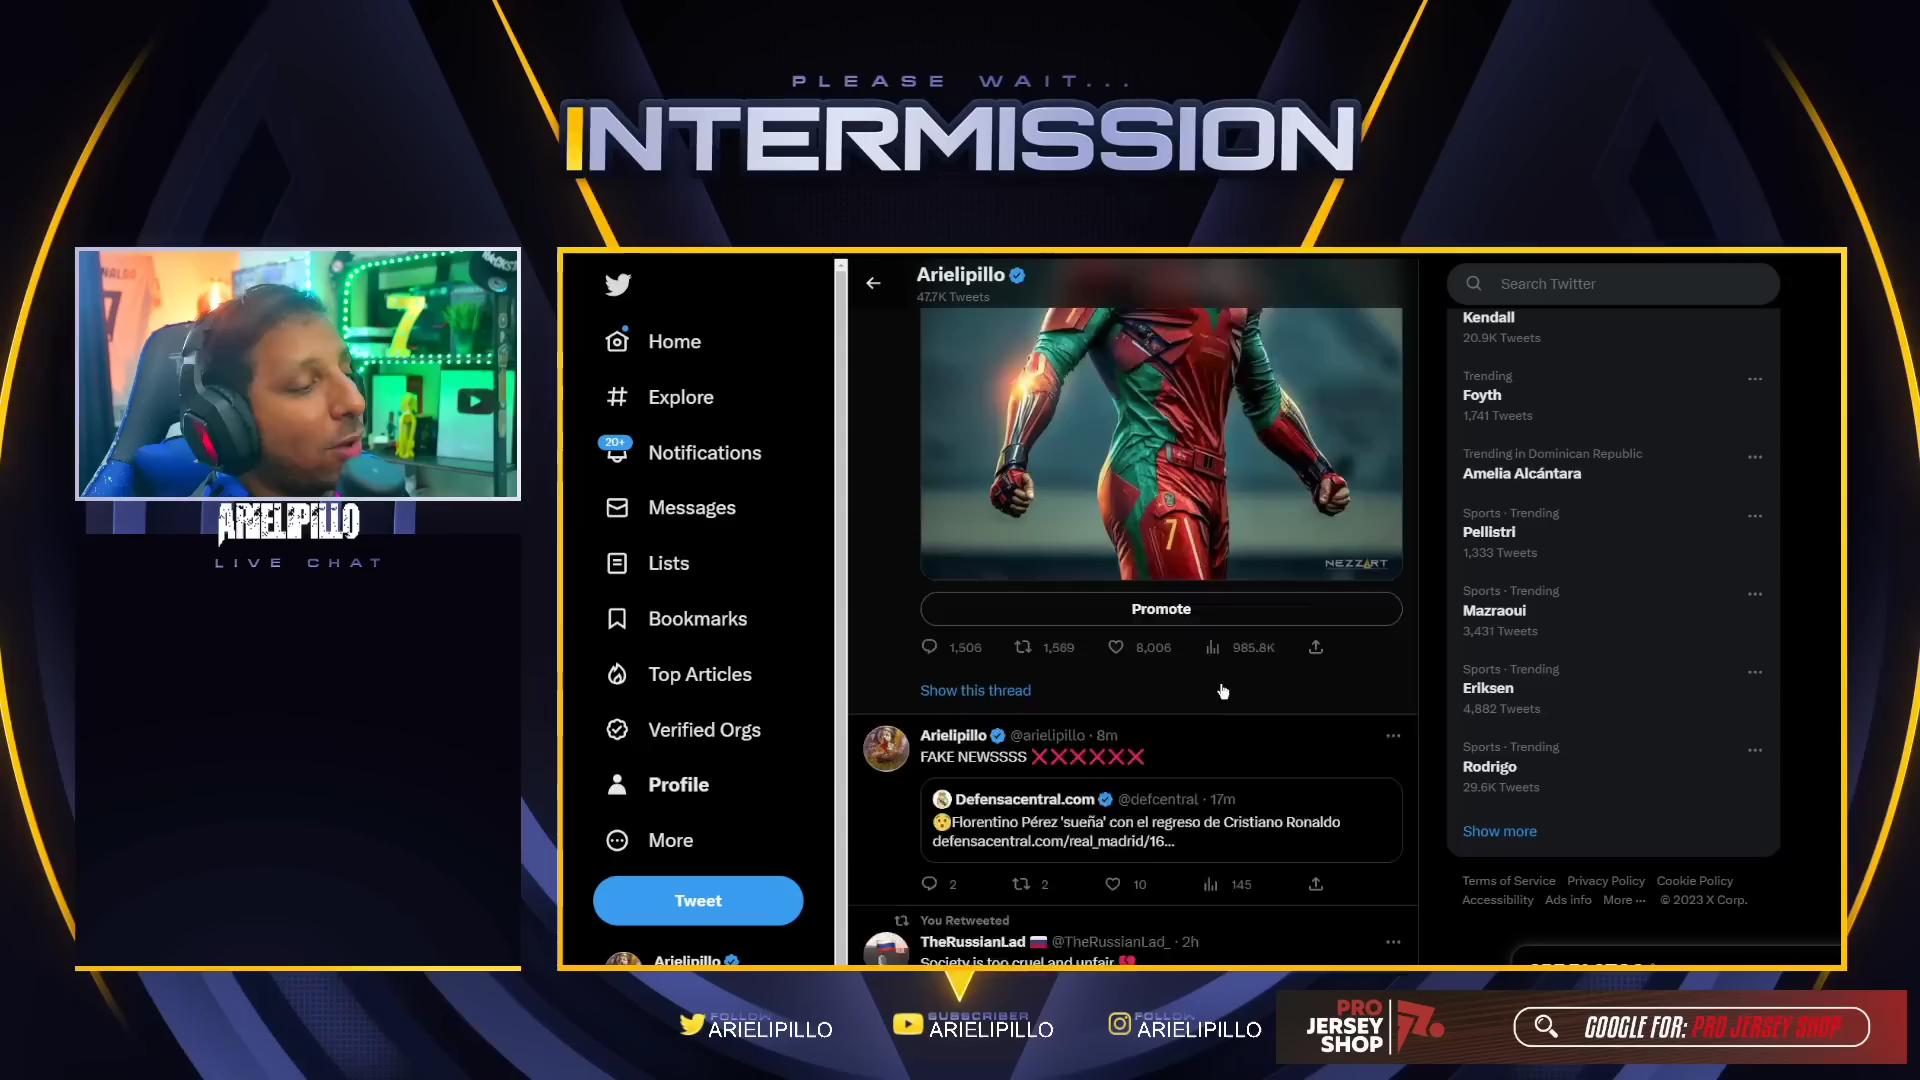 PLEASE WAIT...
INTERMISSION
NALDO
7
ARIELIPILLO
LIVE CHAT
Home
Explore
20+
Notifications
Messages
Lists
Bookmarks
Top Articles
Verified Orgs
Profile
More
Tweet
Arielipillo
Arielipillo
47.7K Tweets
7
NEZZART
Promote
1,506 1,569 8,006 985.8K
Show this thread
Arielipillo @arielipillo · 8m
FAKE NEWSSSS ❌❌❌❌❌❌
Defensacentral.com @defcentral · 17m
😲Florentino Pérez 'sueña' con el regreso de Cristiano Ronaldo
defensacentral.com/real_madrid/16...
2 2 10 145
You Retweeted
TheRussianLad 🇷🇺 @TheRussianLad_ · 2h
Society is too cruel and unfair 💔
Search Twitter
Kendall
20.9K Tweets
Trending
Foyth
1,741 Tweets
Trending in Dominican Republic
Amelia Alcántara
Sports · Trending
Pellistri
1,333 Tweets
Sports · Trending
Mazraoui
3,431 Tweets
Sports · Trending
Eriksen
4,882 Tweets
Sports · Trending
Rodrigo
29.6K Tweets
Show more
Terms of Service Privacy Policy Cookie Policy
Accessibility Ads info More ··· © 2023 X Corp.
FOLLOW
ARIELIPILLO
SUBSCRIBER
ARIELIPILLO
FOLLOW
ARIELIPILLO
PRO
JERSEY
SHOP
GOOGLE FOR: PRO JERSEY SHOP